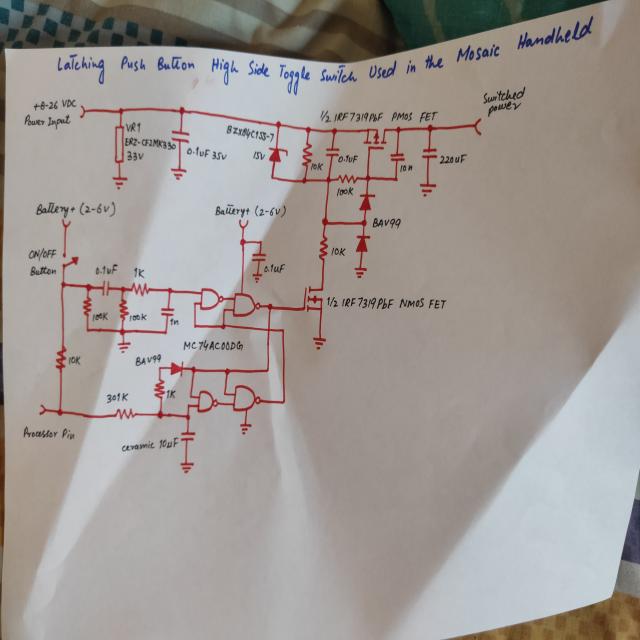 Latching Push Button High Side Toggle Switch Used in the Mosaic Handheld
+8-26 VDC
Power Input
VR1
ERZ-CF2MK330
33V
0.1uF 35V
BZX84C15S-7
15V
10K
½ IRF7319PbF PMOS FET
0.1uF
100K
10n
220uF
Switched
power
Battery+ (2-6V)
Battery+ (2-6V)
ON/OFF
Button
0.1uF
1K
0.1uF
10K
BAV99
100K
100K
1n
½ IRF7319PbF NMOS FET
MC74AC00DG
BAV99
10K
301K
1K
Processor Pin
ceramic 10µF